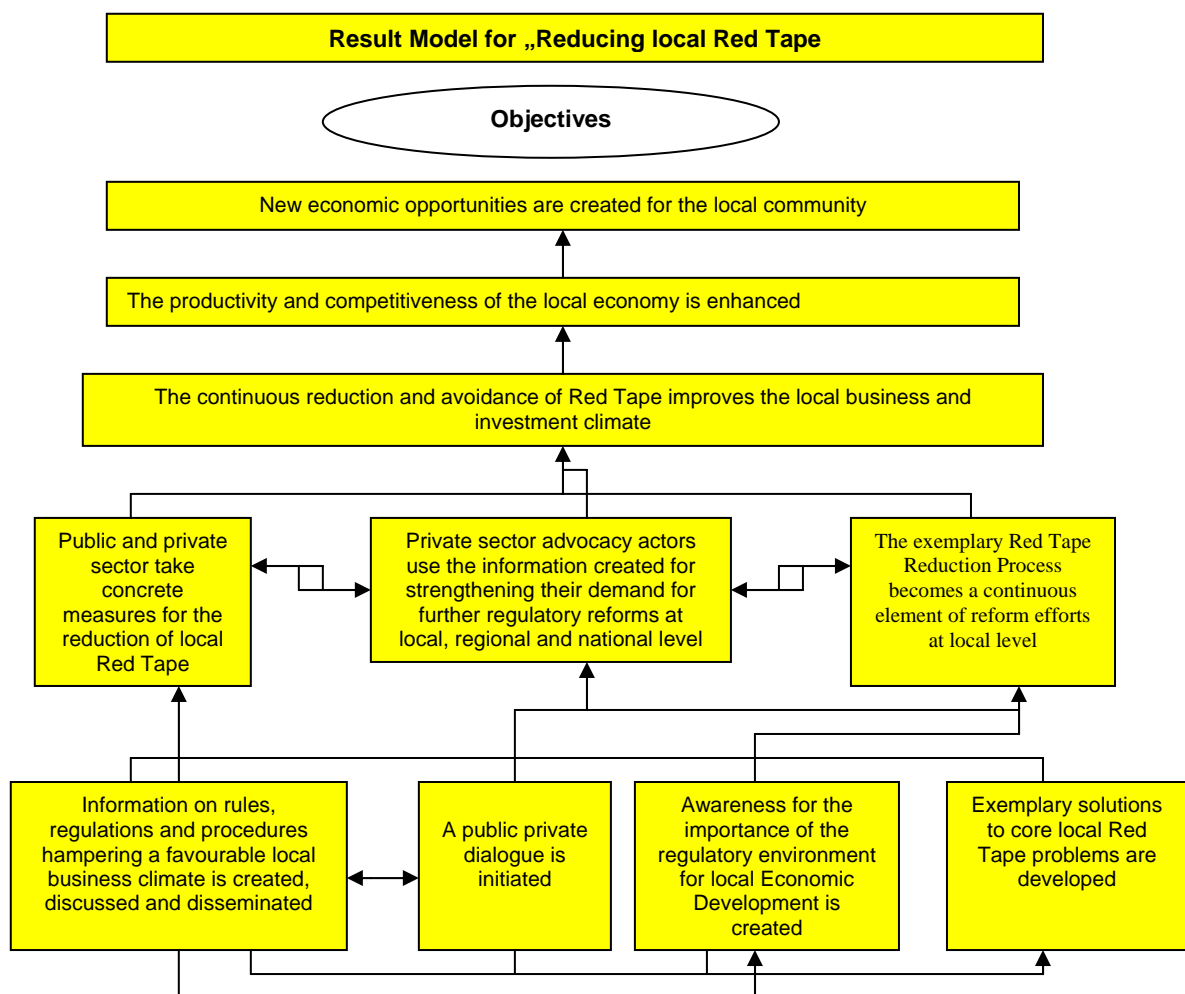 Result Model for „Reducing local Red Tape
Objectives
New economic opportunities are created for the local community
The productivity and competitiveness of the local economy is enhanced
The continuous reduction and avoidance of Red Tape improves the local business and
investment climate
Public and private
sector take
concrete
measures for the
reduction of local
Red Tape
Private sector advocacy actors
use the information created for
strengthening their demand for
further regulatory reforms at
local, regional and national level
The exemplary Red Tape
Reduction Process
becomes a continuous
element of reform efforts
at local level
Information on rules,
regulations and procedures
hampering a favourable local
business climate is created,
discussed and disseminated
A public private
dialogue is
initiated
Awareness for the
importance of the
regulatory environment
for local Economic
Development is
created
Exemplary solutions
to core local Red
Tape problems are
developed